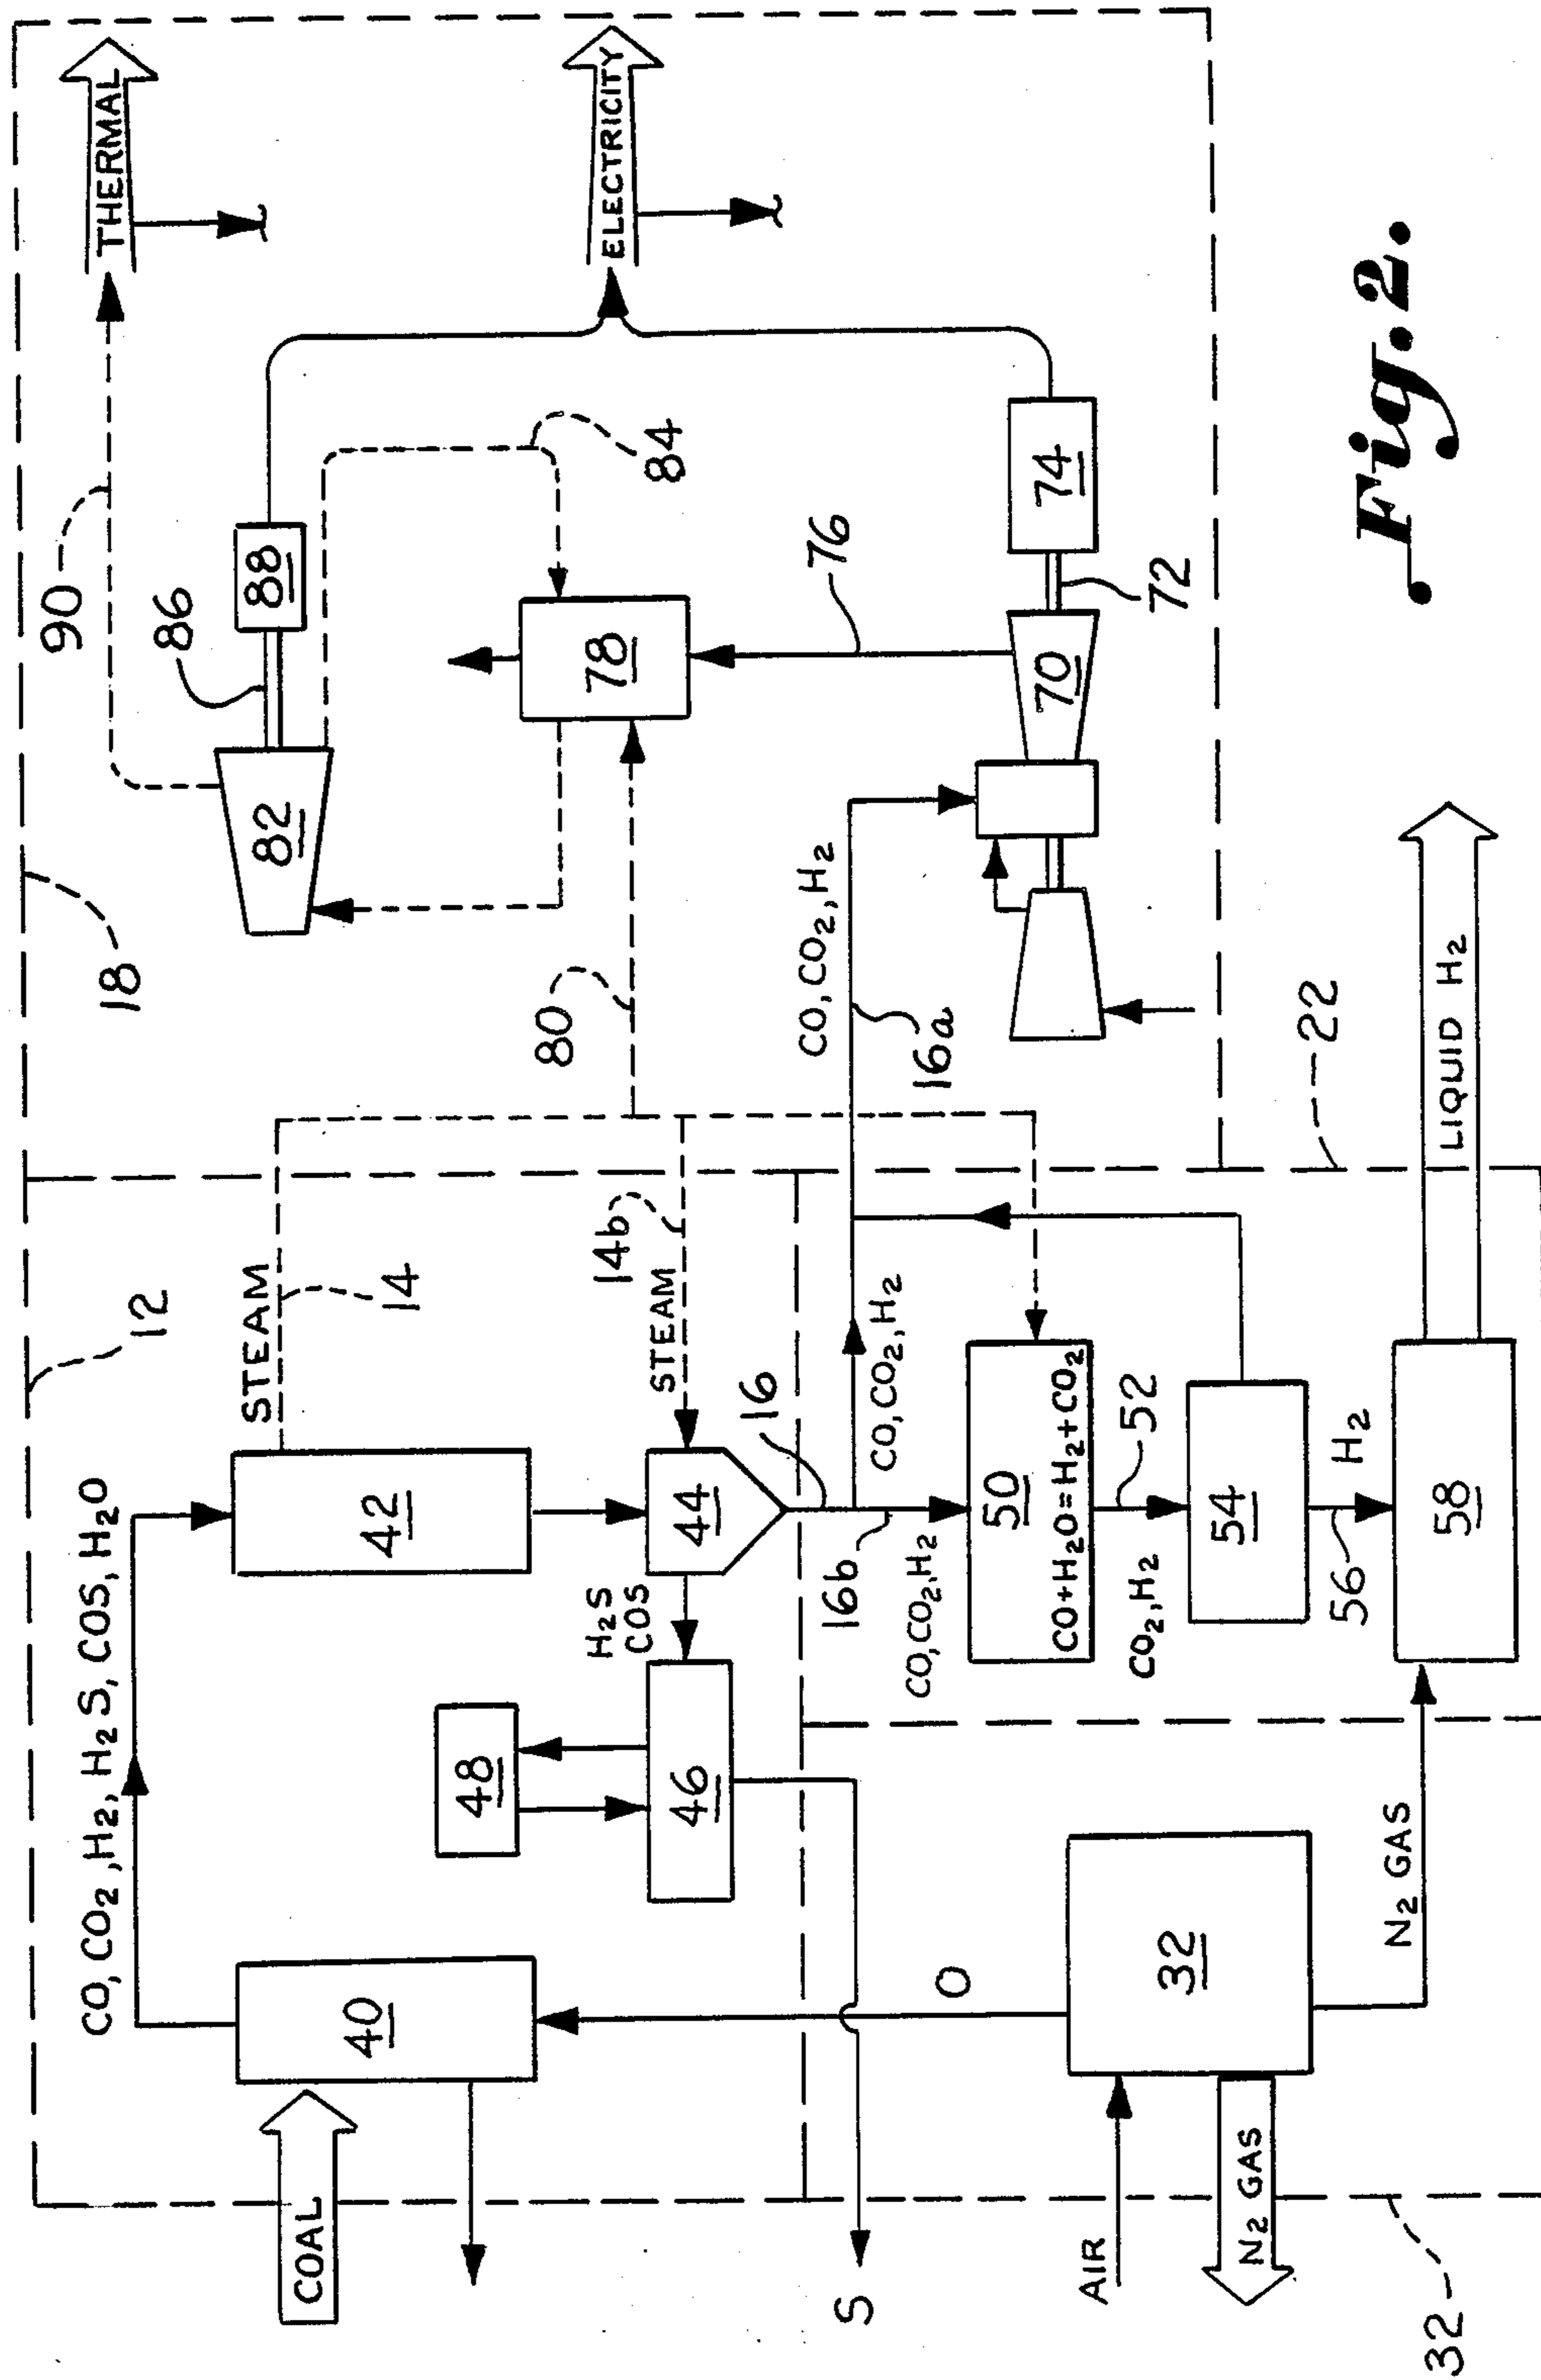 12
18
CO, CO2, H2, H2S, COS, H2O
90
THERMAL
COAL
40
42
STEAM
14
82
86
88
48
H2S
COS
46
44
STEAM
14b
80
78
84
ELECTRICITY
16
S
16b
CO, CO2, H2
CO, CO2, H2
CO, CO2, H2
16a
76
O
50
CO+H2O=H2+CO2
70
74
72
AIR
32
CO2, H2
52
54
N2 GAS
56
H2
22
32
N2 GAS
58
LIQUID H2
Fig. 2.